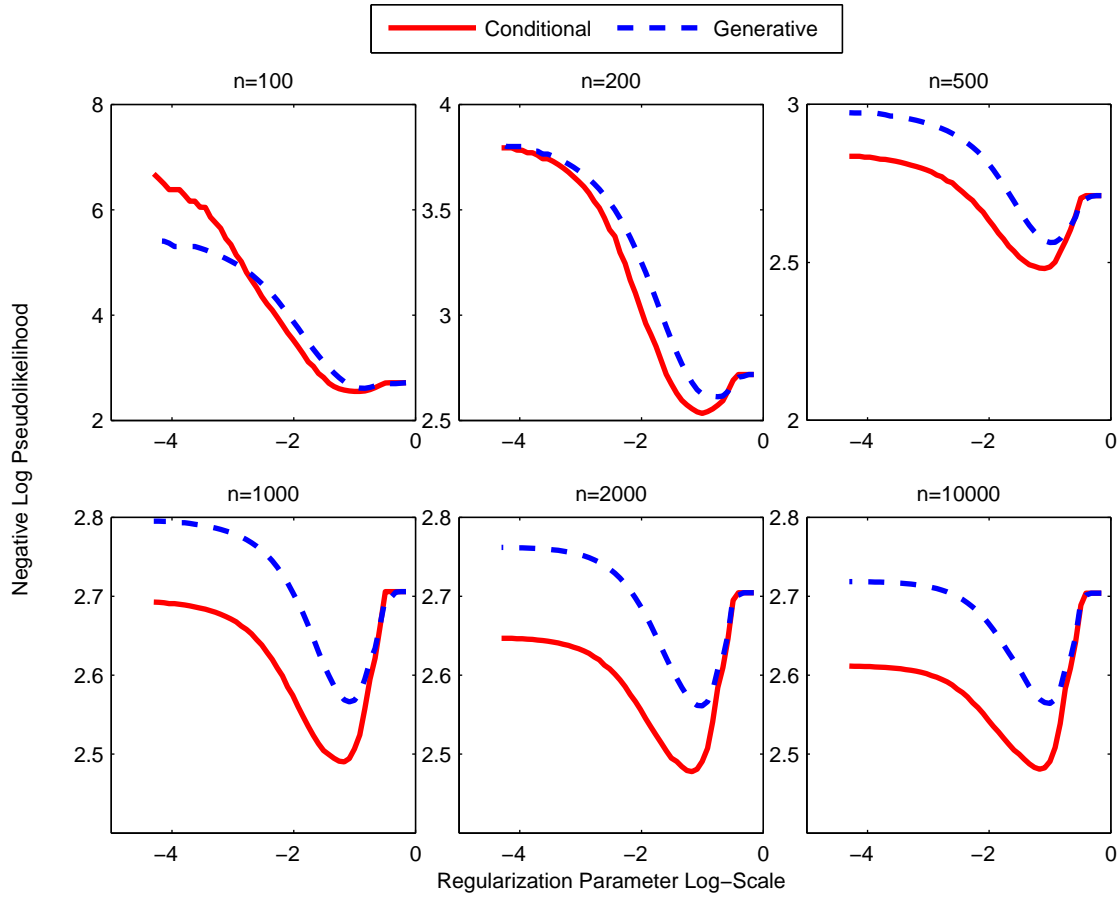 Conditional Generative
n=100
n=200
n=500
8
6
4
2
−4 −2 0
4
3.5
3
2.5
−4 −2 0
3
2.5
2
−4 −2 0
Negative Log Pseudolikelihood
n=1000
n=2000
n=10000
2.8
2.7
2.6
2.5
−4 −2 0
2.8
2.7
2.6
2.5
−4 −2 0
2.8
2.7
2.6
2.5
−4 −2 0
Regularization Parameter Log−Scale